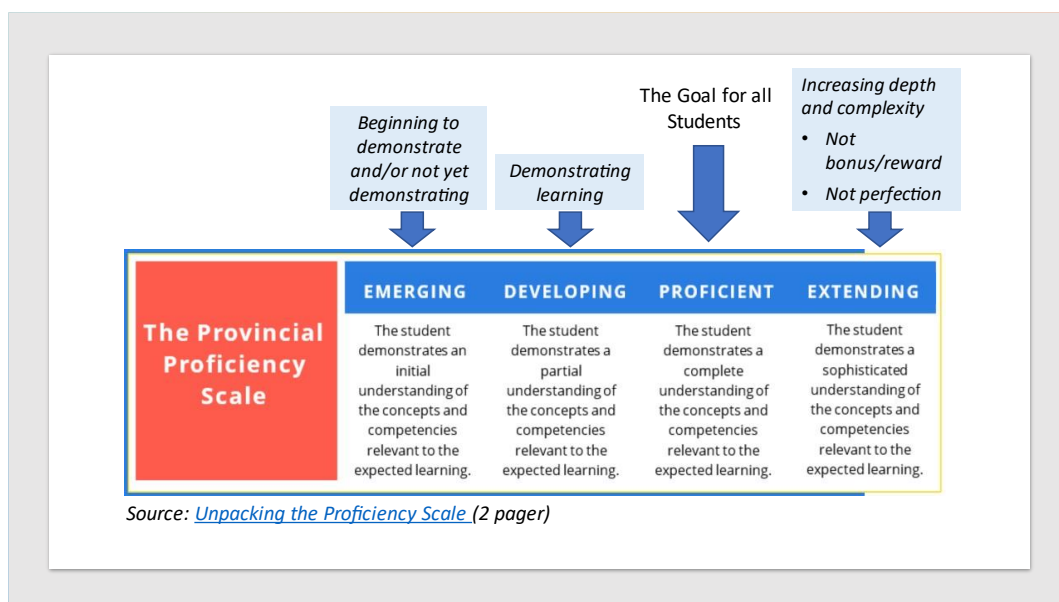 Beginning to
demonstrate
and/or not yet
demonstrating
Demonstrating
learning
The Goal for all
Students
Increasing depth
and complexity
• Not
bonus/reward
• Not perfection
The Provincial
Proficiency
Scale
EMERGING
The student
demonstrates an
initial
understanding of
the concepts and
competencies
relevant to the
expected learning.
DEVELOPING
The student
demonstrates a
partial
understanding of
the concepts and
competencies
relevant to the
expected learning.
PROFICIENT
The student
demonstrates a
complete
understanding of
the concepts and
competencies
relevant to the
expected learning.
EXTENDING
The student
demonstrates a
sophisticated
understanding of
the concepts and
competencies
relevant to the
expected learning.
Source: Unpacking the Proficiency Scale (2 pager)